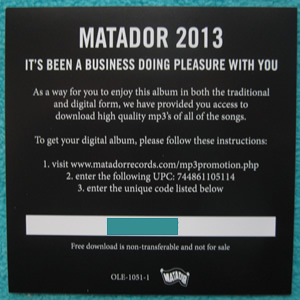 MATADOR 2013
IT'S BEEN A BUSINESS DOING PLEASURE WITH YOU
As a way for you to enjoy this album in both the traditional
and digital form, we have provided you access to
download high quality mp3's of all of the songs.
To get your digital album, please follow these instructions:
1. visit www.matadorrecords.com/mp3promotion.php
2. enter the following UPC: 744861105114
3. enter the unique code listed below
Free download is non-transferable and not for sale
OLE-1051-1
MATADOR